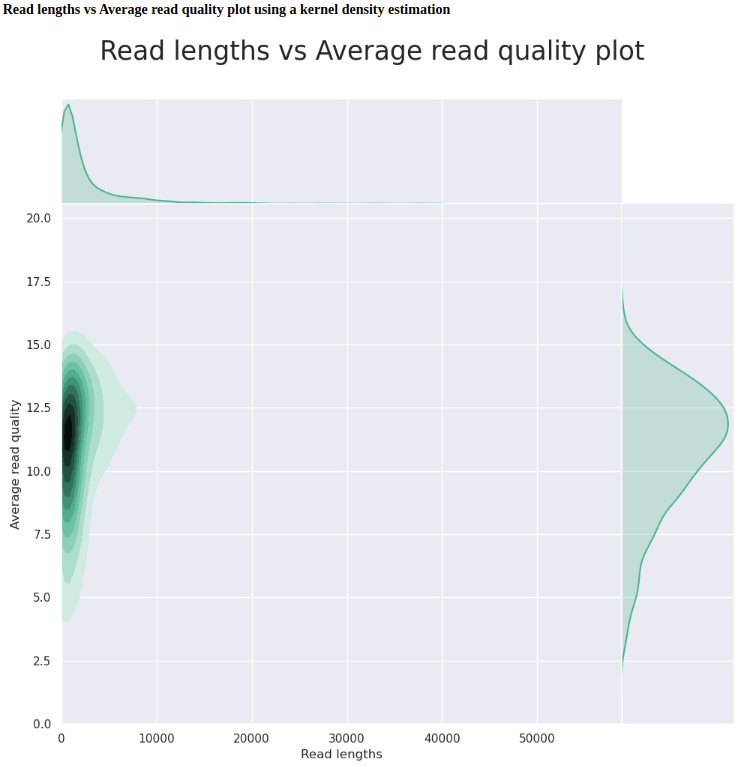 Read lengths vs Average read quality plot using a kernel density estimation
Read lengths vs Average read quality plot
20.0
17.5
15.0
12.5
10.0
7.5
5.0
2.5
0.0
Average read quality
0 10000 20000 30000 40000 50000
Read lengths